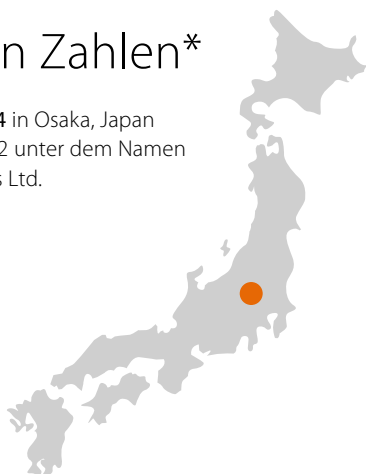 n Zahlen*
4 in Osaka, Japan
2 unter dem Namen
s Ltd.